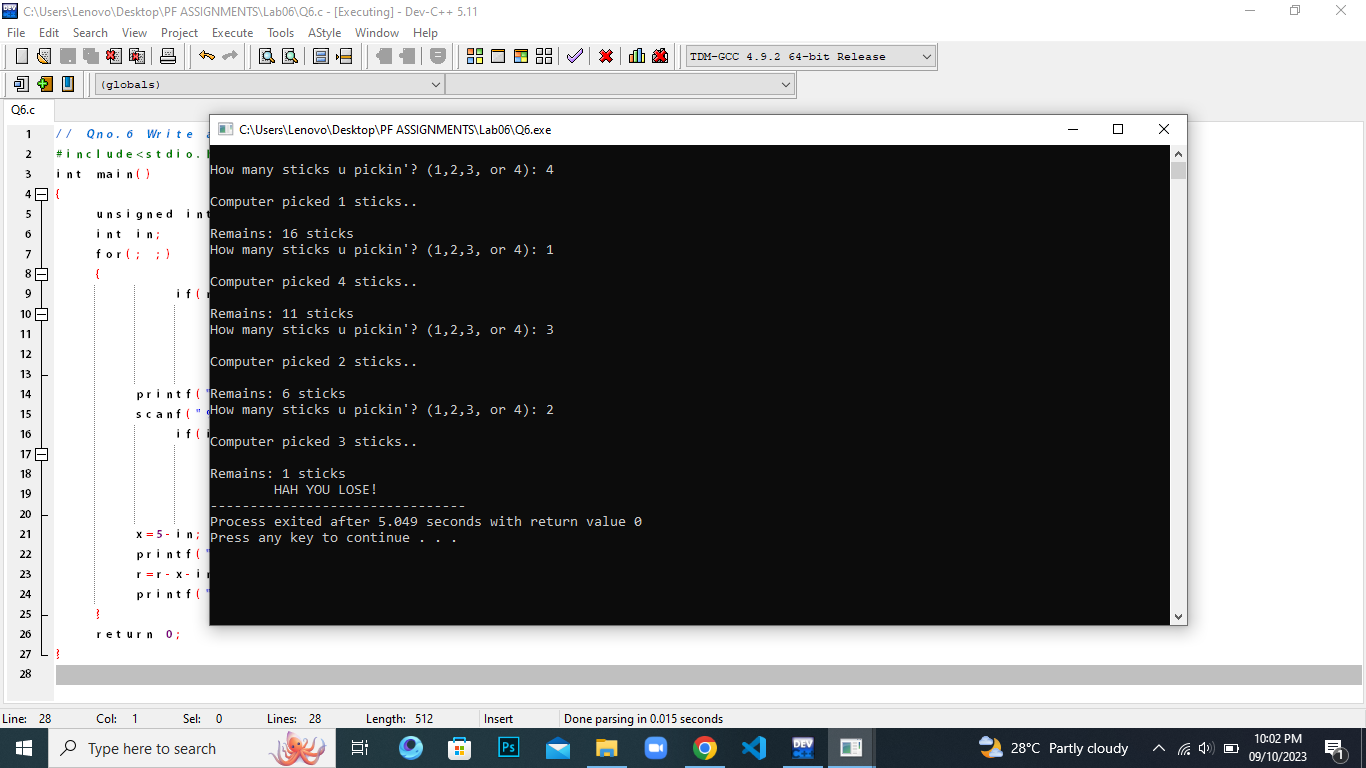 C:\Users\Lenovo\Desktop\PF ASSIGNMENTS\Lab06\Q6.c - [Executing] - Dev-C++ 5.11
File Edit Search View Project Execute Tools AStyle Window Help
TDM-GCC 4.9.2 64-bit Release
(globals)
Q6.c
C:\Users\Lenovo\Desktop\PF ASSIGNMENTS\Lab06\Q6.exe
How many sticks u pickin'? (1,2,3, or 4): 4
Computer picked 1 sticks..
Remains: 16 sticks
How many sticks u pickin'? (1,2,3, or 4): 1
Computer picked 4 sticks..
Remains: 11 sticks
How many sticks u pickin'? (1,2,3, or 4): 3
Computer picked 2 sticks..
Remains: 6 sticks
How many sticks u pickin'? (1,2,3, or 4): 2
Computer picked 3 sticks..
Remains: 1 sticks
HAH YOU LOSE!
--------------------------------
Process exited after 5.049 seconds with return value 0
Press any key to continue . . .
1 // Qno.6 Write
2 #include<stdio.
3 int main()
4 {
5 unsigned int
6 int in;
7 for(; ;)
8 {
9 if(
10
11
12
13
14 printf("
15 scanf("
16 if(i
17
18
19
20
21 x=5-in;
22 printf("
23 r=r-x-in
24 printf("
25 }
26 return 0;
27 }
28
Line: 28 Col: 1 Sel: 0 Lines: 28 Length: 512 Insert Done parsing in 0.015 seconds
Type here to search
Ps
DEV
28°C Partly cloudy
10:02 PM
09/10/2023
1